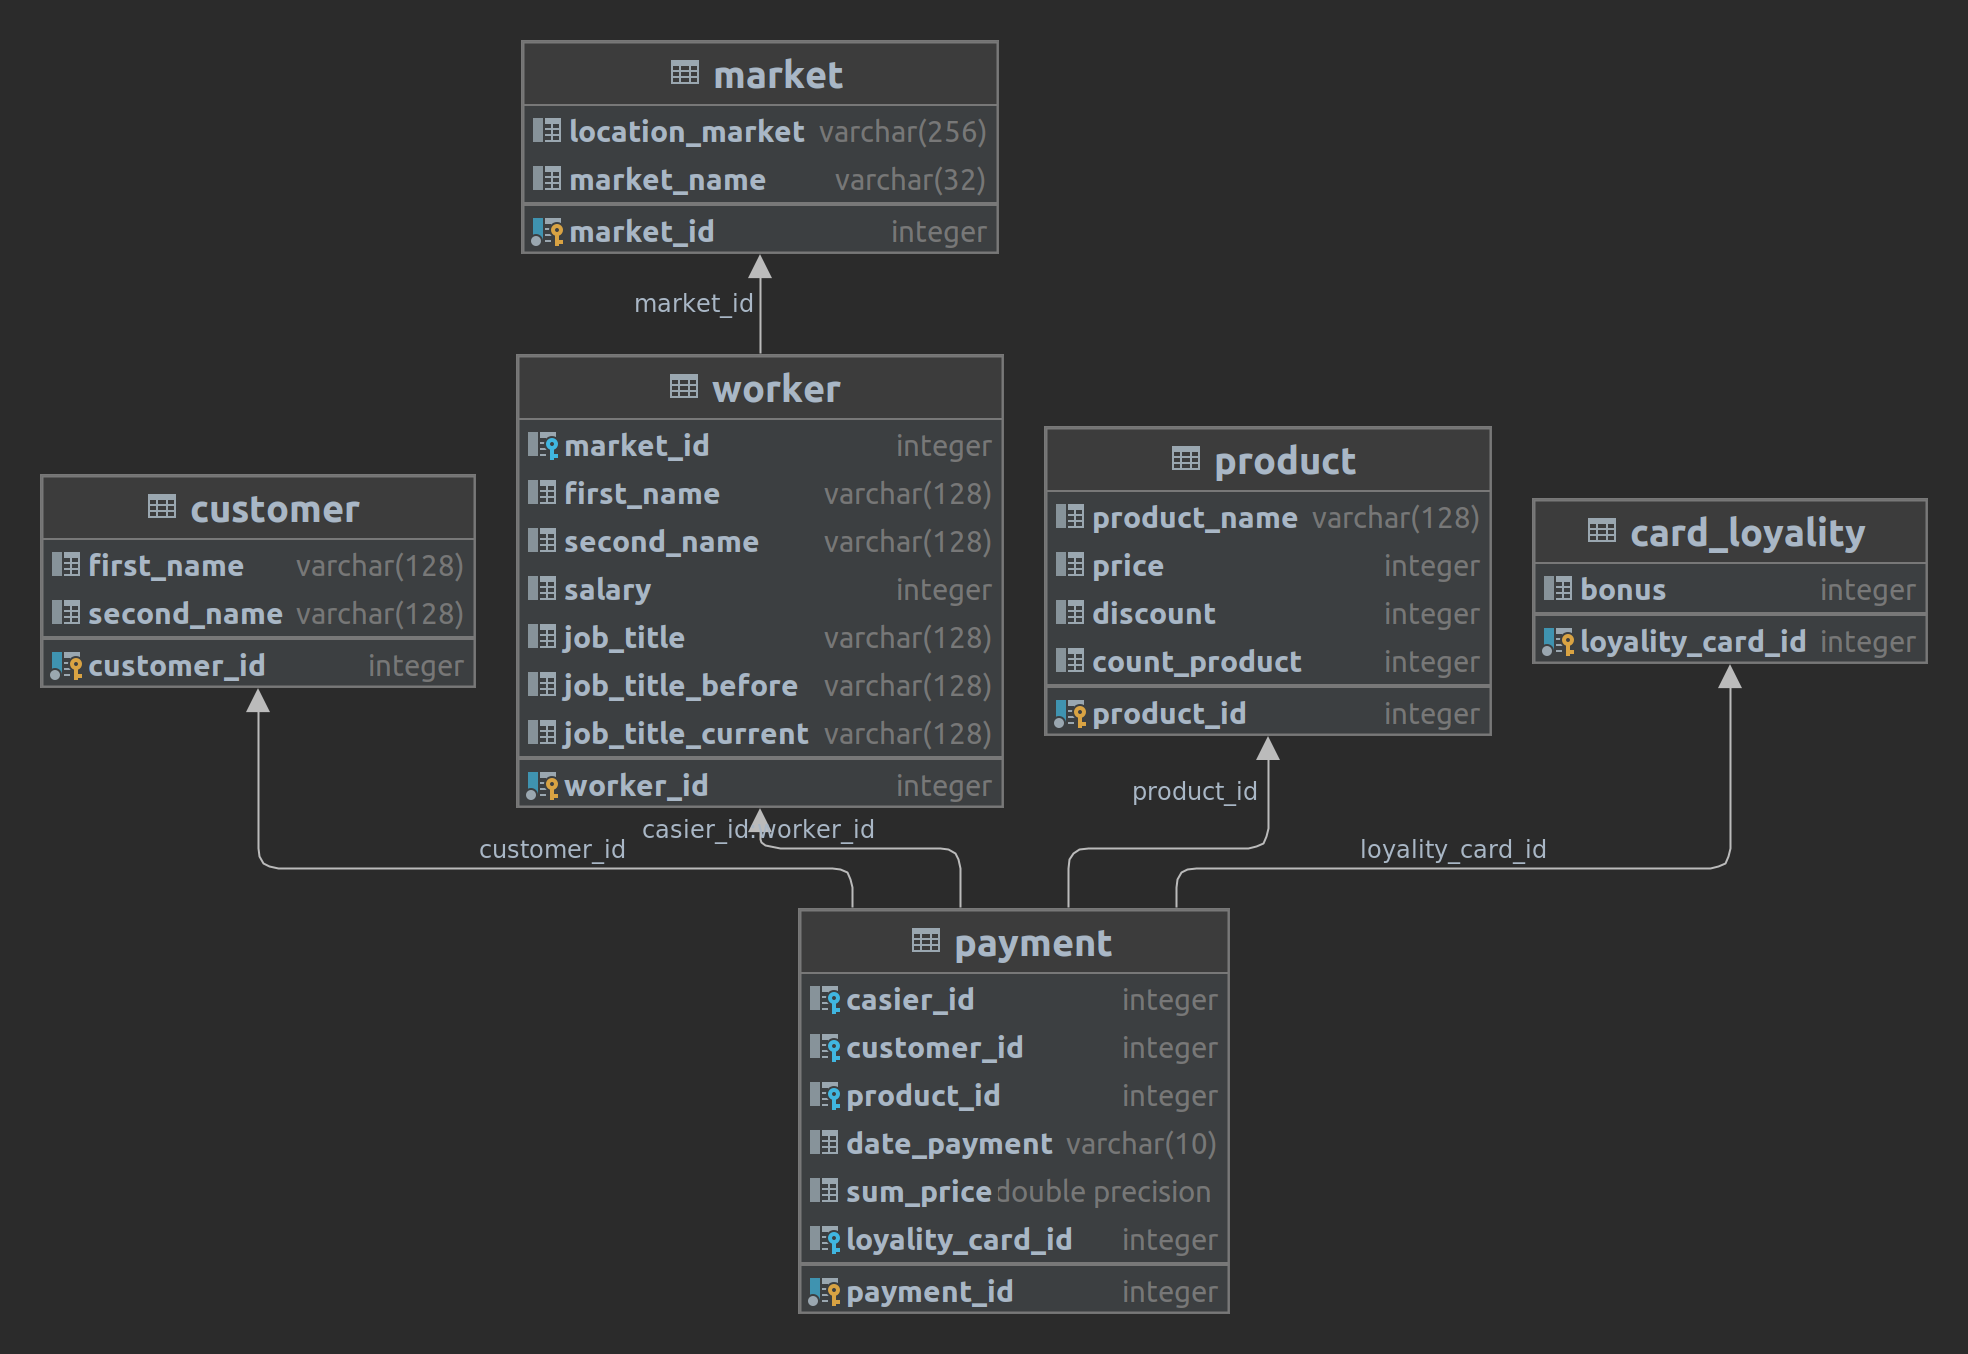 market
location_market varchar(256)
market_name varchar(32)
market_id integer
market_id
worker
market_id integer
first_name varchar(128)
second_name varchar(128)
salary integer
job_title varchar(128)
job_title_before varchar(128)
job_title_current varchar(128)
worker_id integer
product
product_name varchar(128)
price integer
discount integer
count_product integer
product_id integer
customer
first_name varchar(128)
second_name varchar(128)
customer_id integer
card_loyality
bonus integer
loyality_card_id integer
product_id
casier_id:worker_id
customer_id
loyality_card_id
payment
casier_id integer
customer_id integer
product_id integer
date_payment varchar(10)
sum_price double precision
loyality_card_id integer
payment_id integer